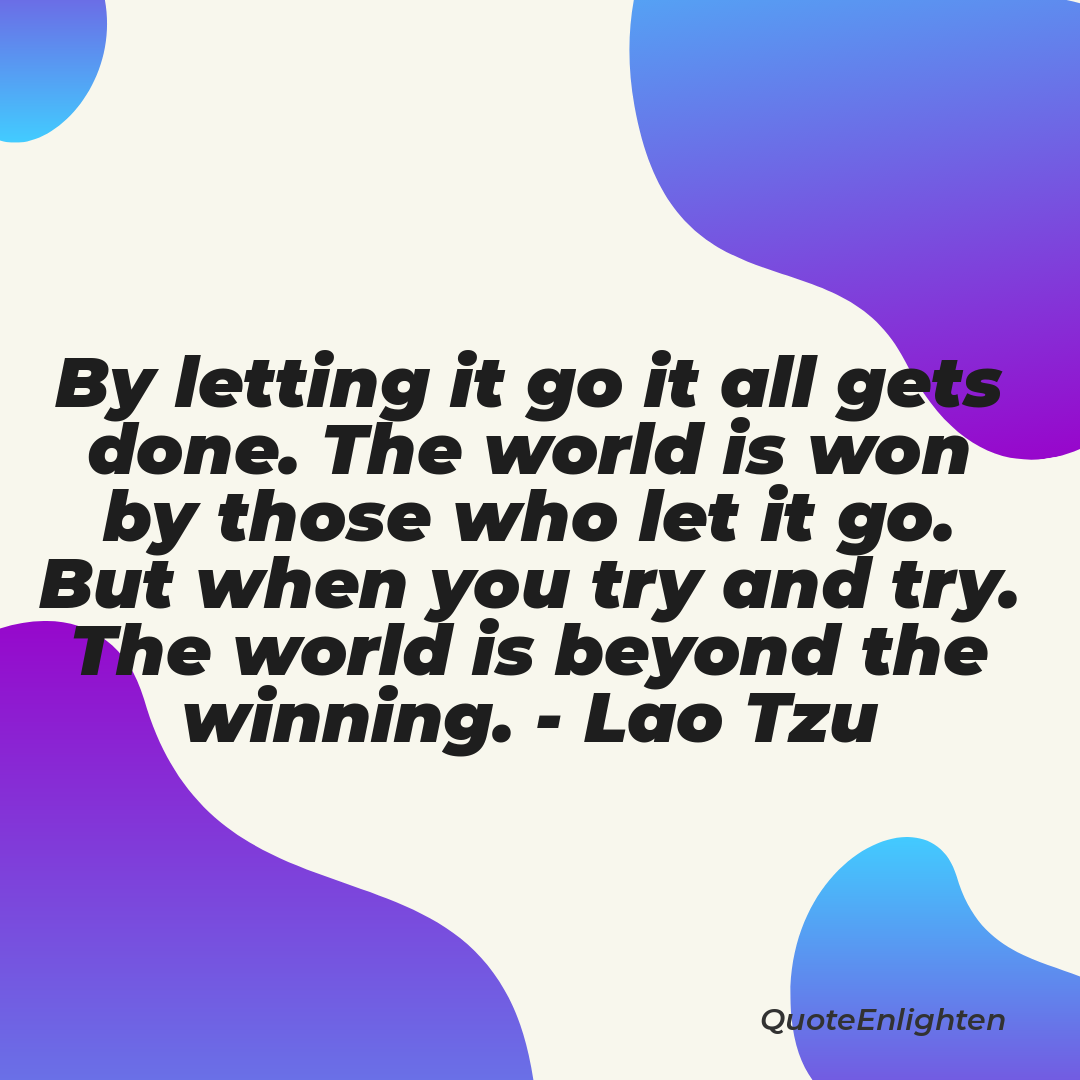 By letting it go it all gets
done. The world is won
by those who let it go.
But when you try and try.
The world is beyond the
winning. - Lao Tzu
QuoteEnlighten